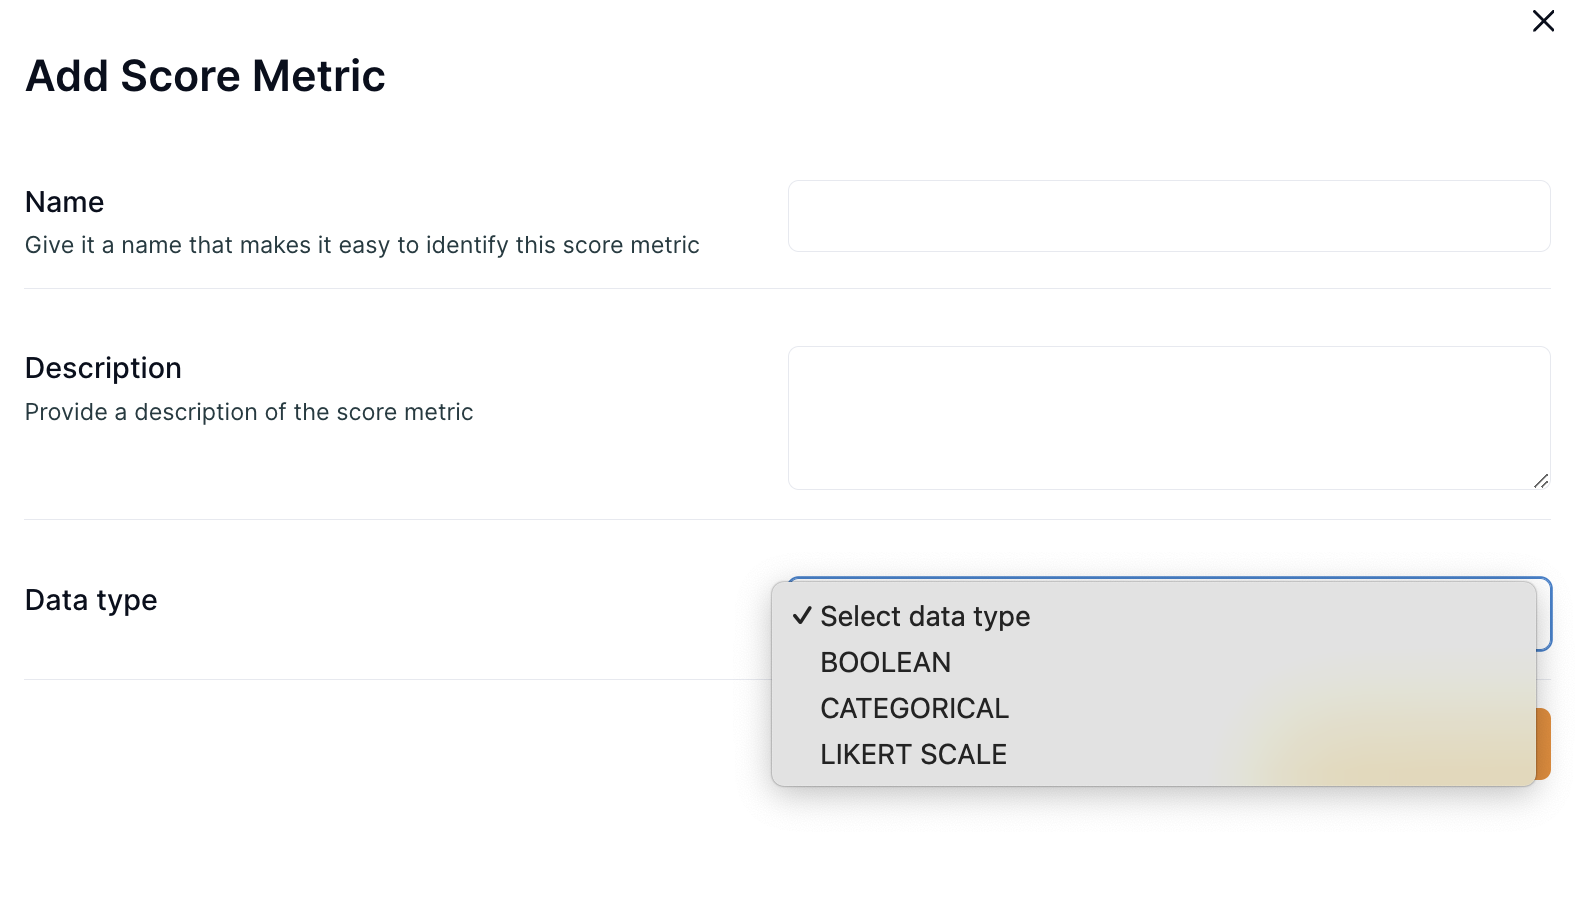 Add Score Metric
Name
Give it a name that makes it easy to identify this score metric
Description
Provide a description of the score metric
Data type
Select data type
BOOLEAN
CATEGORICAL
LIKERT SCALE